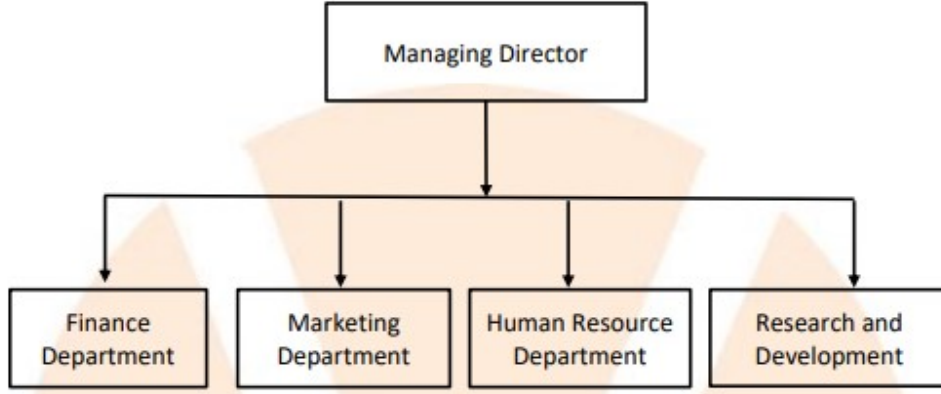 Managing Director
Finance
Department
Marketing
Department
Human Resource
Department
Research and
Development